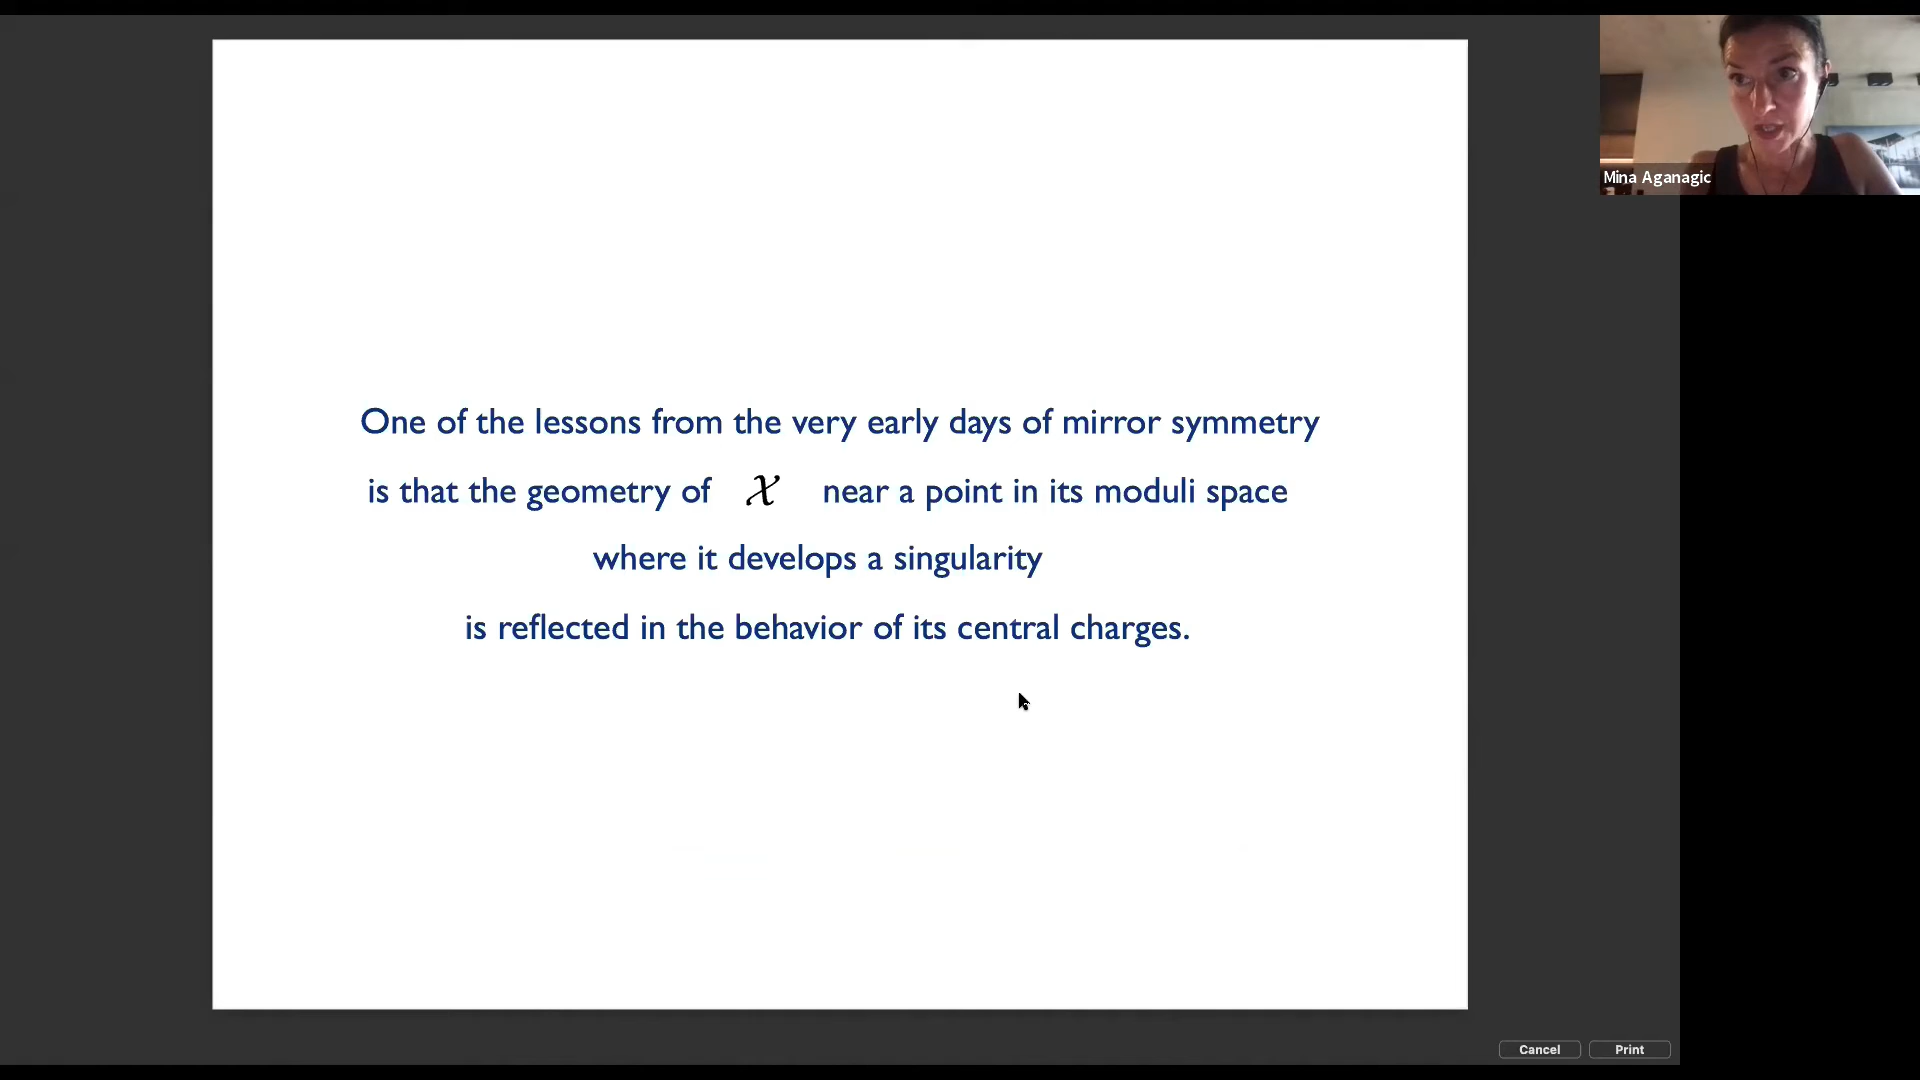 One of the lessons from the very early days of mirror symmetry
is that the geometry of 𝒳 near a point in its moduli space
where it develops a singularity
is reflected in the behavior of its central charges.
Mina Aganagic
Cancel Print